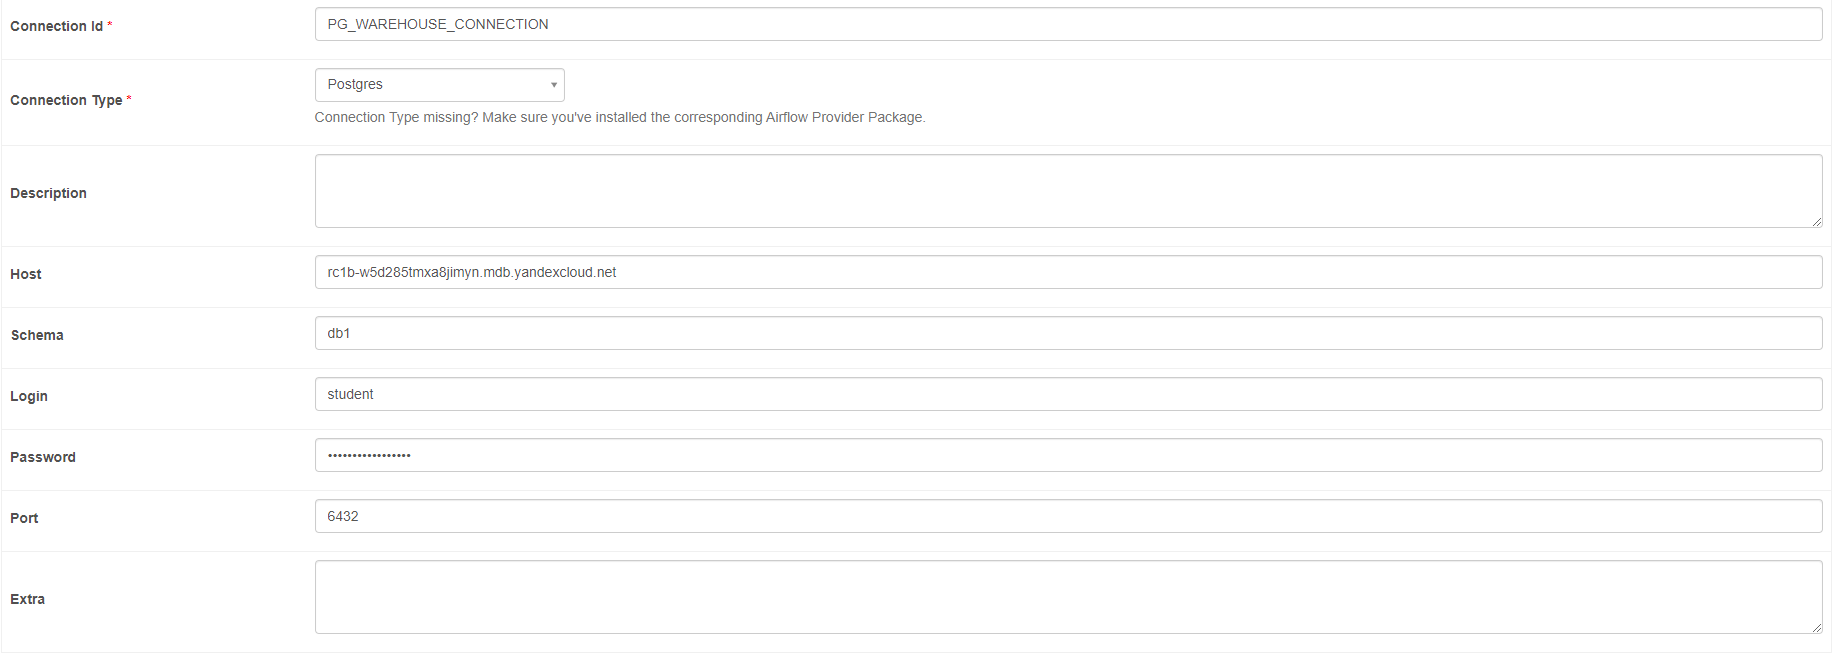 Connection Id *
PG_WAREHOUSE_CONNECTION
Connection Type *
Postgres
Connection Type missing? Make sure you've installed the corresponding Airflow Provider Package.
Description
Host
rc1b-w5d285tmxa8jimyn.mdb.yandexcloud.net
Schema
db1
Login
student
Password
•••••••••••••••••
Port
6432
Extra